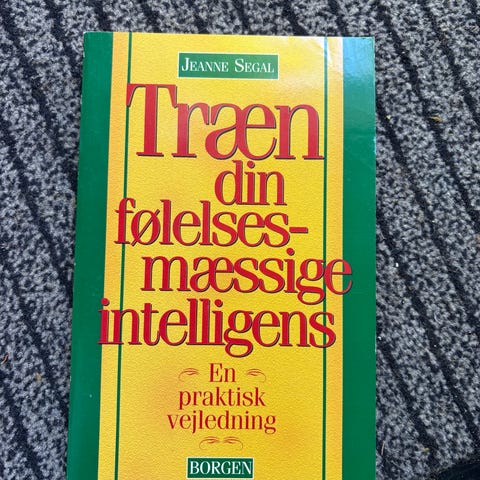 JEANNE SEGAL
Træn
din
følelses-
mæssige
intelligens
En
praktisk
vejledning
BORGEN